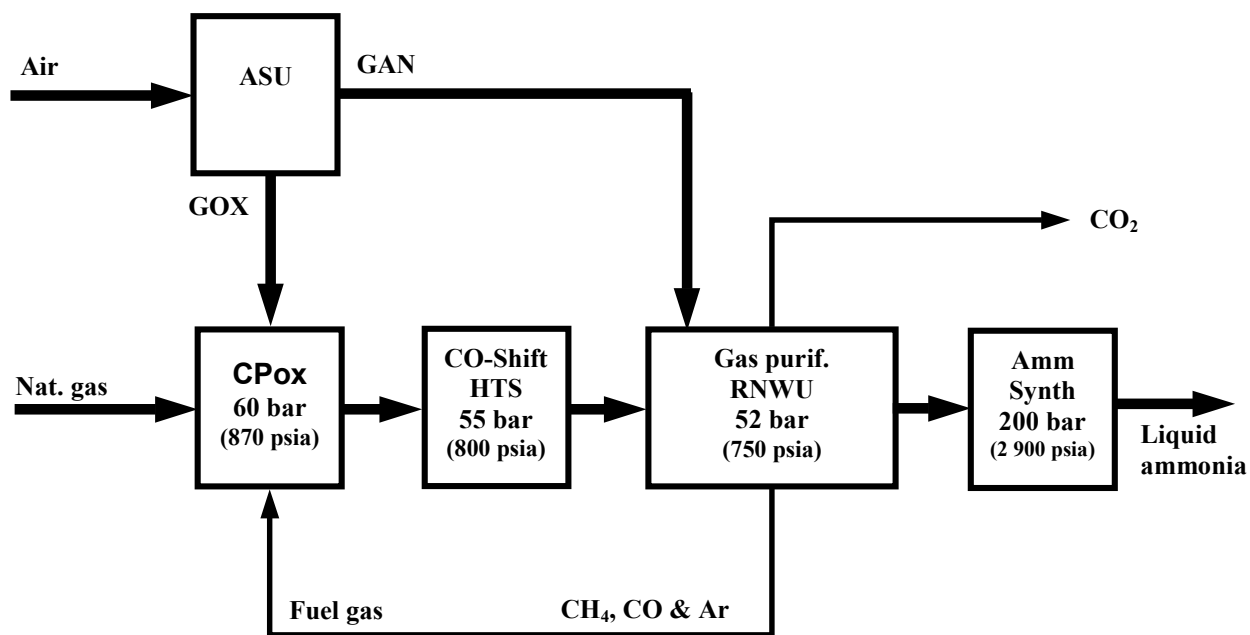 Air
ASU
GAN
GOX
CO₂
Nat. gas
CPox
60 bar
(870 psia)
CO-Shift
HTS
55 bar
(800 psia)
Gas purif.
RNWU
52 bar
(750 psia)
Amm
Synth
200 bar
(2 900 psia)
Liquid
ammonia
Fuel gas
CH₄, CO & Ar